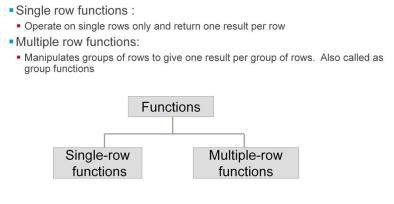 Single row functions :
Operate on single rows only and return one result per row
Multiple row functions:
Manipulates groups of rows to give one result per group of rows.  Also called as
group functions
Functions
Single-row
functions
Multiple-row
functions